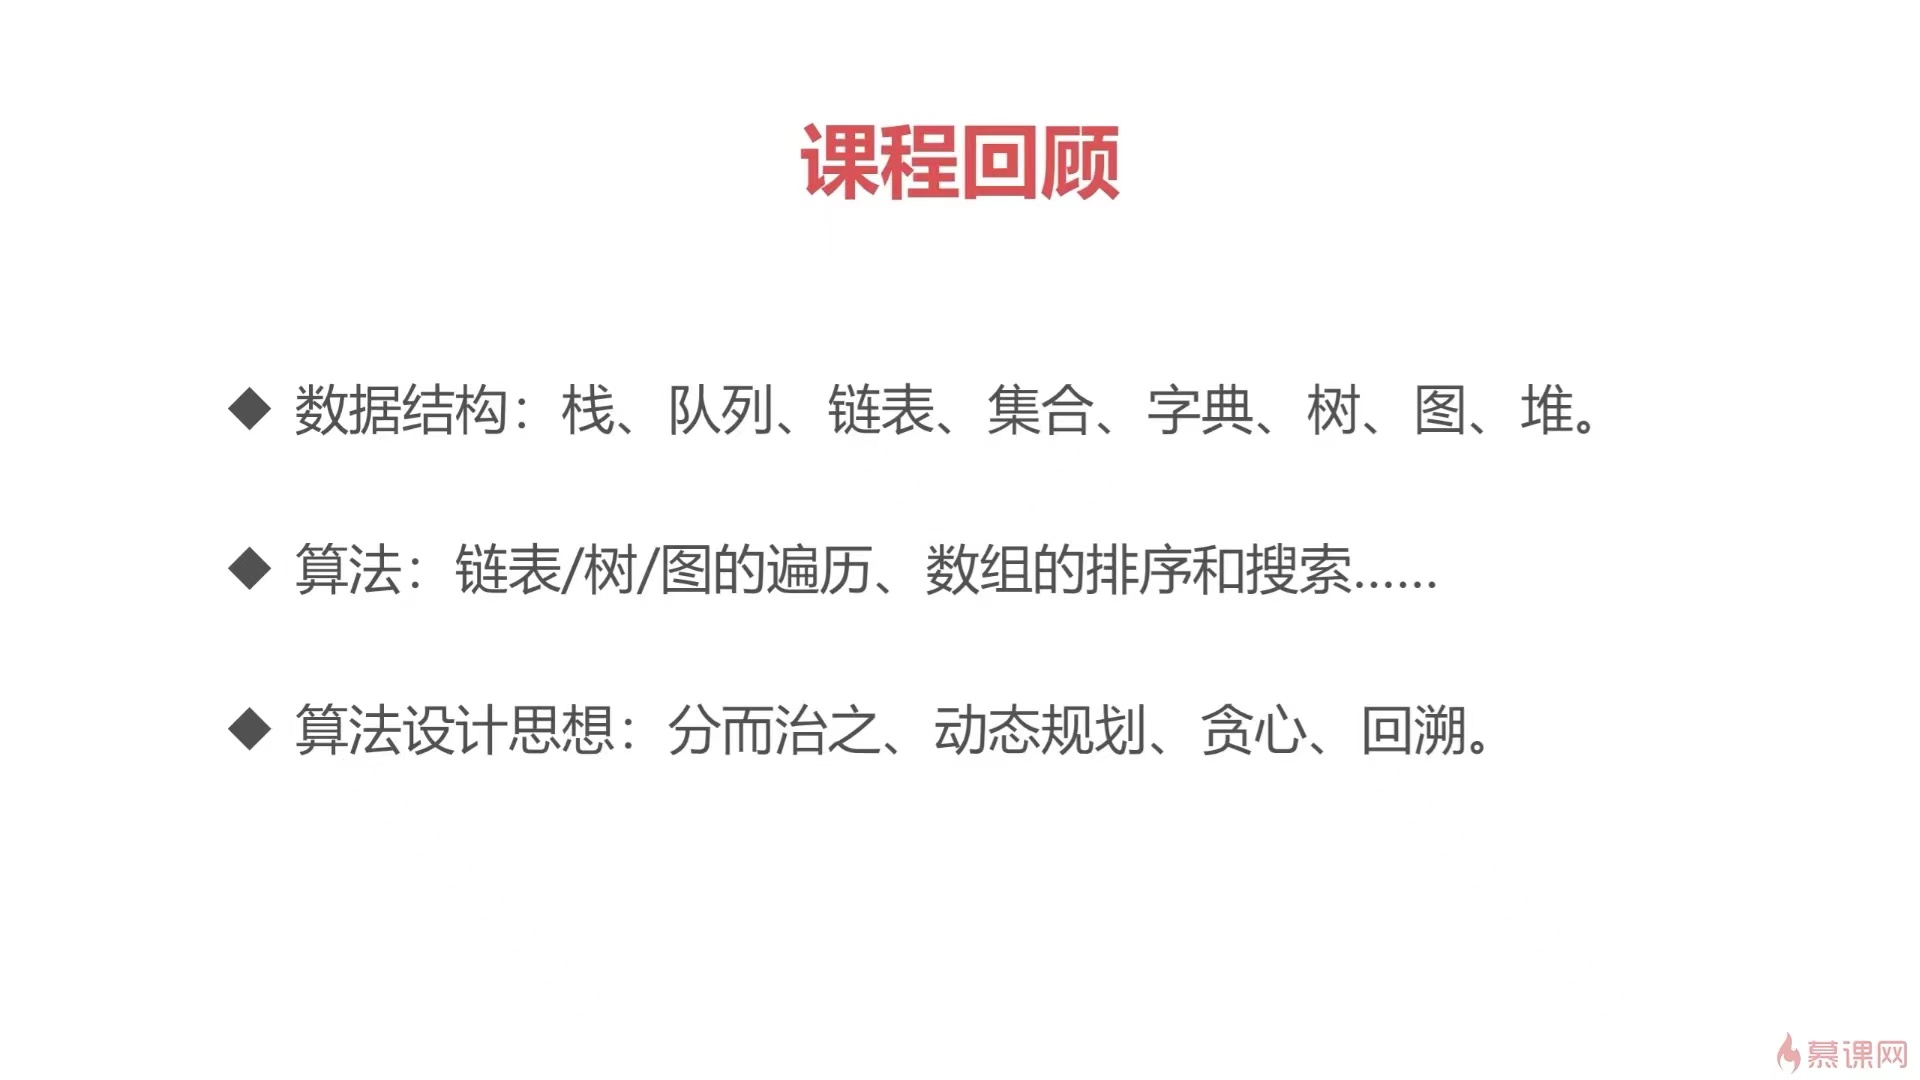 课程回顾
◆ 数据结构：栈、队列、链表、集合、字典、树、图、堆。
◆ 算法：链表/树/图的遍历、数组的排序和搜索……
◆ 算法设计思想：分而治之、动态规划、贪心、回溯。
慕课网